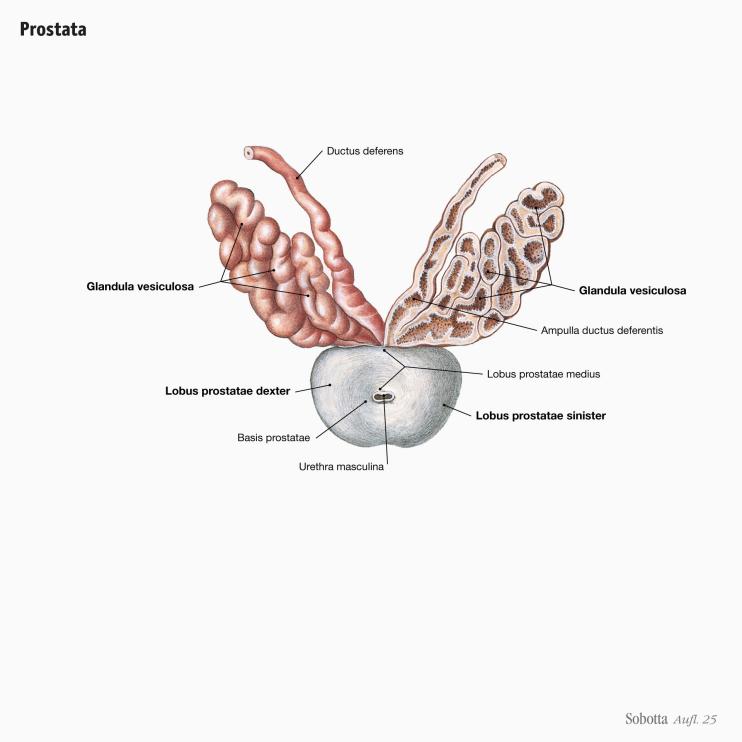 Prostata
Ductus deferens
Glandula vesiculosa
Glandula vesiculosa
Ampulla ductus deferentis
Lobus prostatae medius
Lobus prostatae dexter
Lobus prostatae sinister
Basis prostatae
Urethra masculina
Sobotta Aufl. 25